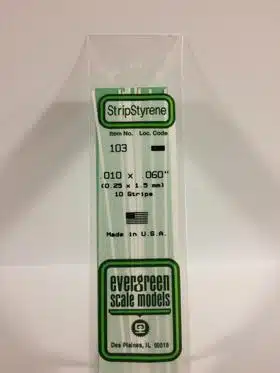 StripStyrene
Item No. Loc. Code
103
.010 x .060"
(0.25 x 1.5 mm)
10 Strips
Made in U.S.A.
evergreen
scale models
Des Plaines, IL 60018